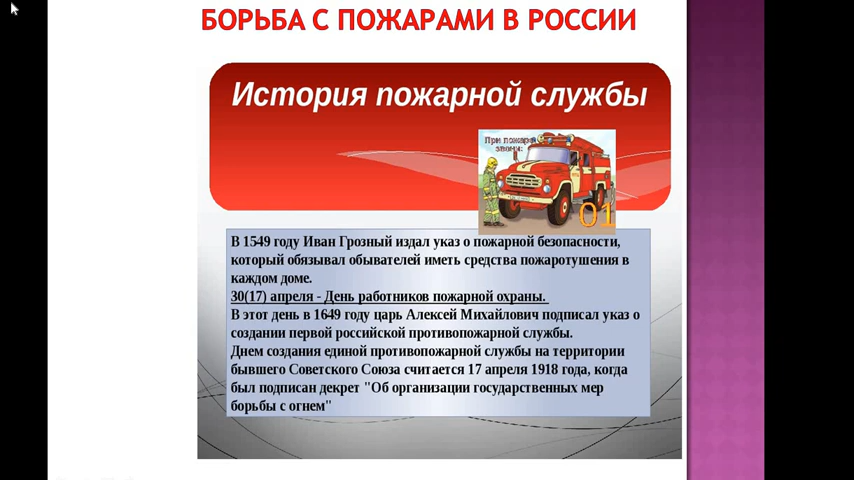 БОРЬБА С ПОЖАРАМИ В РОССИИ
История пожарной службы
При пожаре
звони:
01
В 1549 году Иван Грозный издал указ о пожарной безопасности,
который обязывал обывателей иметь средства пожаротушения в
каждом доме.
30(17) апреля - День работников пожарной охраны.
В этот день в 1649 году царь Алексей Михайлович подписал указ о
создании первой российской противопожарной службы.
Днем создания единой противопожарной службы на территории
бывшего Советского Союза считается 17 апреля 1918 года, когда
был подписан декрет "Об организации государственных мер
борьбы с огнем"